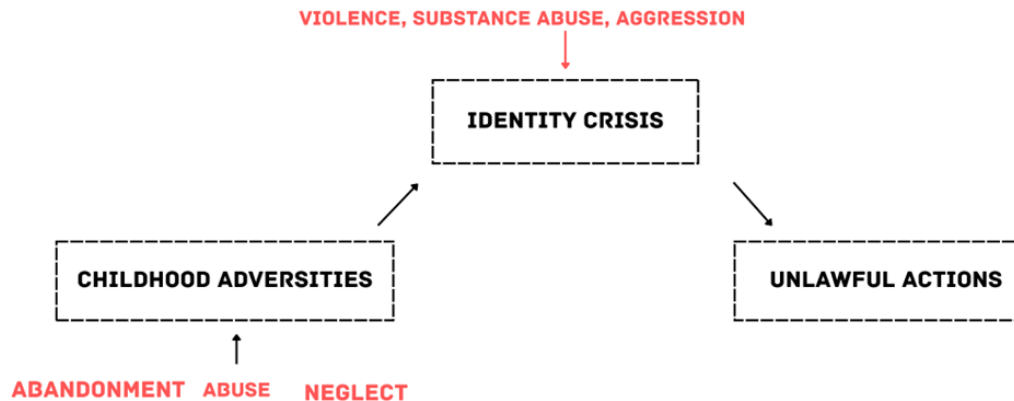 VIOLENCE, SUBSTANCE ABUSE, AGGRESSION
IDENTITY CRISIS
CHILDHOOD ADVERSITIES
UNLAWFUL ACTIONS
ABANDONMENT ABUSE NEGLECT